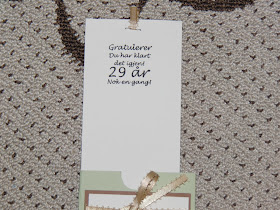 Gratulerer
Du har klart
det igjen!
29 år
Nok en gang!